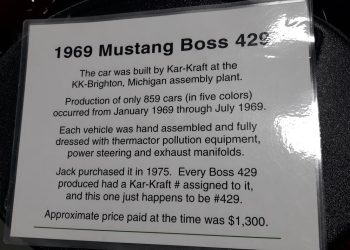 1969 Mustang Boss 429
The car was built by Kar-Kraft at the
KK-Brighton, Michigan assembly plant.
Production of only 859 cars (in five colors)
occurred from January 1969 through July 1969.
Each vehicle was hand assembled and fully
dressed with thermactor pollution equipment,
power steering and exhaust manifolds.
Jack purchased it in 1975. Every Boss 429
produced had a Kar-Kraft # assigned to it,
and this one just happens to be #429.
Approximate price paid at the time was $1,300.